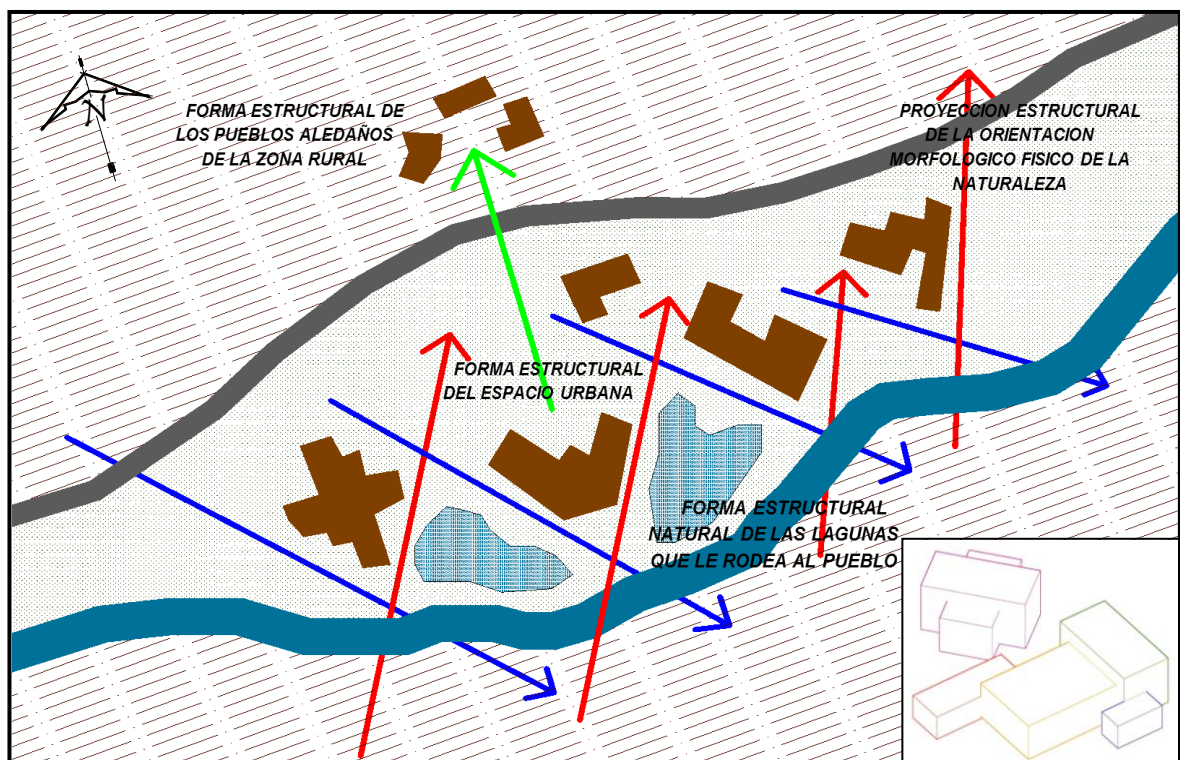 FORMA ESTRUCTURAL DE
LOS PUEBLOS ALEDAÑOS
DE LA ZONA RURAL
PROYECCION ESTRUCTURAL
DE LA ORIENTACION
MORFOLOGICO FISICO DE LA
NATURALEZA
FORMA ESTRUCTURAL
DEL ESPACIO URBANA
FORMA ESTRUCTURAL
NATURAL DE LAS LAGUNAS
QUE LE RODEA AL PUEBLO